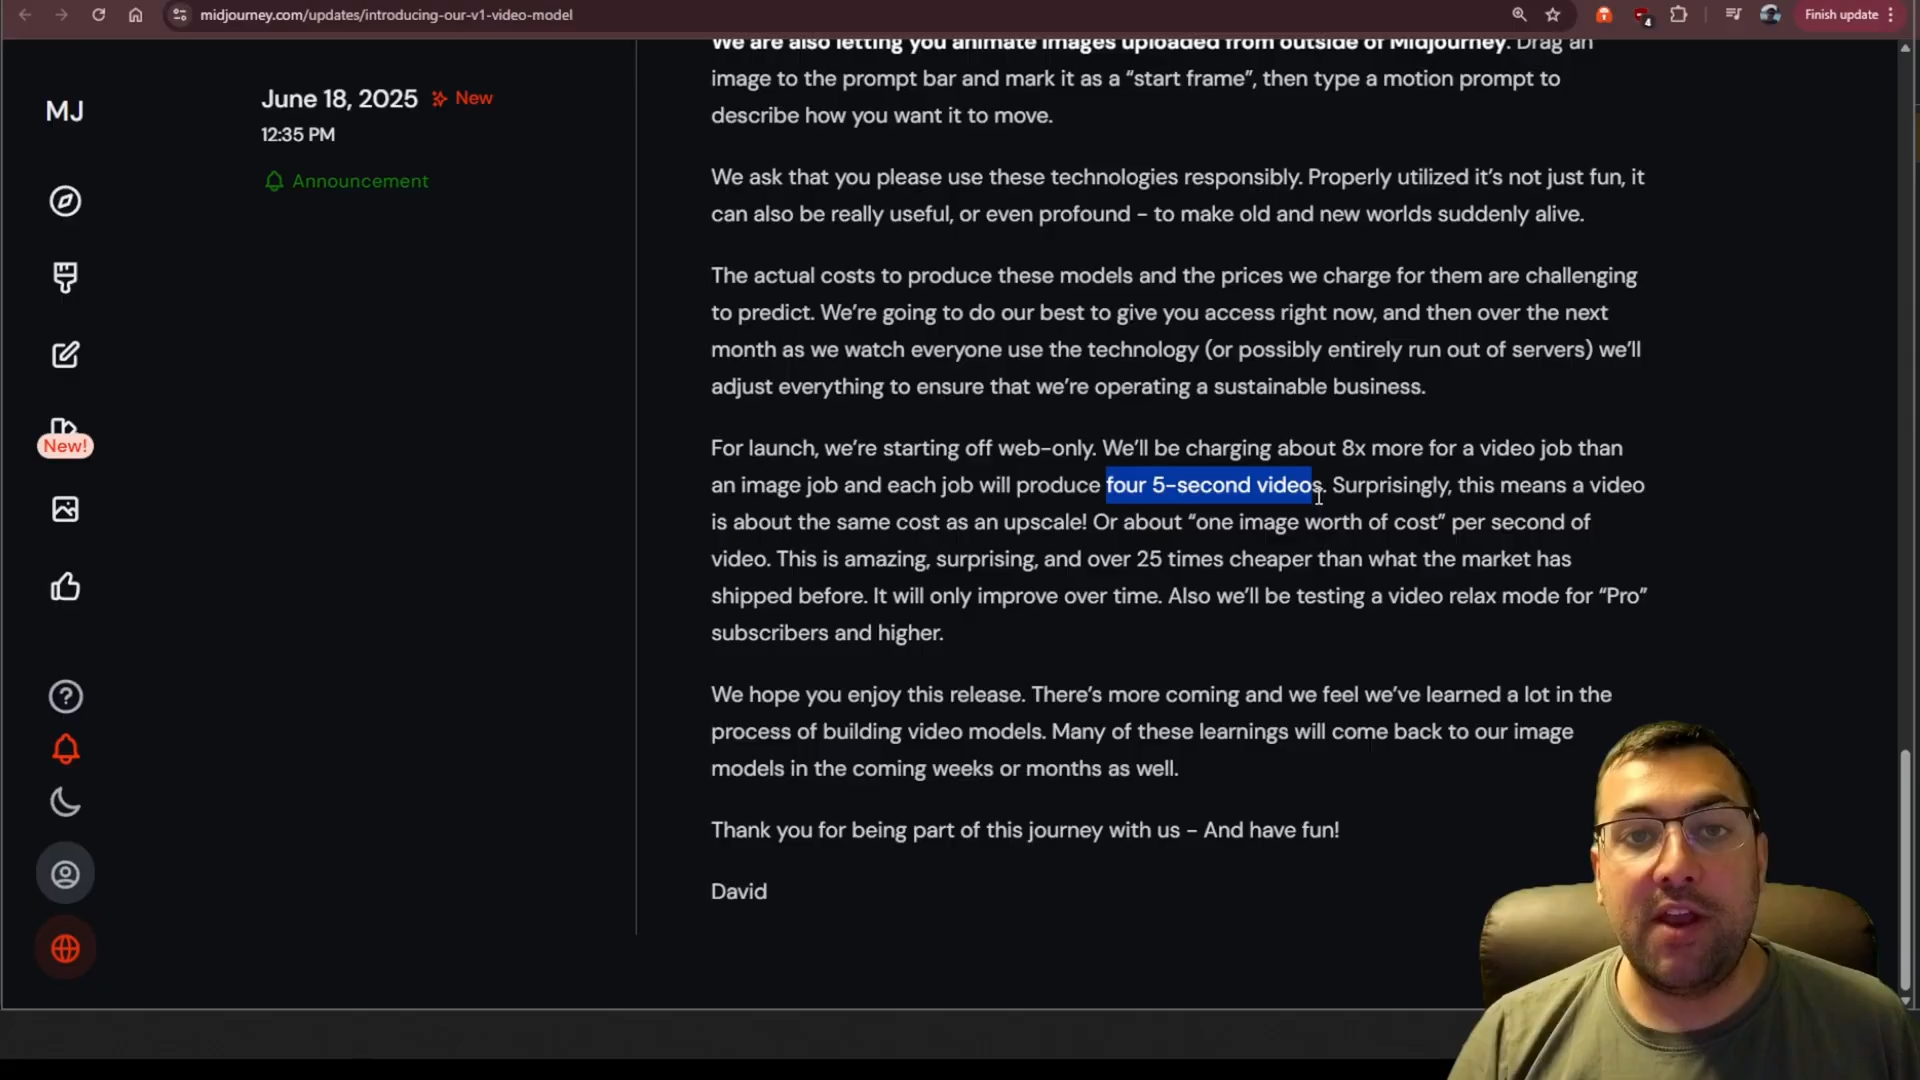 midjourney.com/updates/introducing-our-v1-video-model
4
Finish update
MJ
New!
June 18, 2025 New
12:35 PM
Announcement
We are also letting you animate images uploaded from outside of Midjourney. Drag an
image to the prompt bar and mark it as a “start frame”, then type a motion prompt to
describe how you want it to move.
We ask that you please use these technologies responsibly. Properly utilized it’s not just fun, it
can also be really useful, or even profound - to make old and new worlds suddenly alive.
The actual costs to produce these models and the prices we charge for them are challenging
to predict. We’re going to do our best to give you access right now, and then over the next
month as we watch everyone use the technology (or possibly entirely run out of servers) we’ll
adjust everything to ensure that we’re operating a sustainable business.
For launch, we’re starting off web-only. We’ll be charging about 8x more for a video job than
an image job and each job will produce four 5-second videos. Surprisingly, this means a video
is about the same cost as an upscale! Or about “one image worth of cost” per second of
video. This is amazing, surprising, and over 25 times cheaper than what the market has
shipped before. It will only improve over time. Also we’ll be testing a video relax mode for “Pro”
subscribers and higher.
We hope you enjoy this release. There’s more coming and we feel we’ve learned a lot in the
process of building video models. Many of these learnings will come back to our image
models in the coming weeks or months as well.
Thank you for being part of this journey with us - And have fun!
David